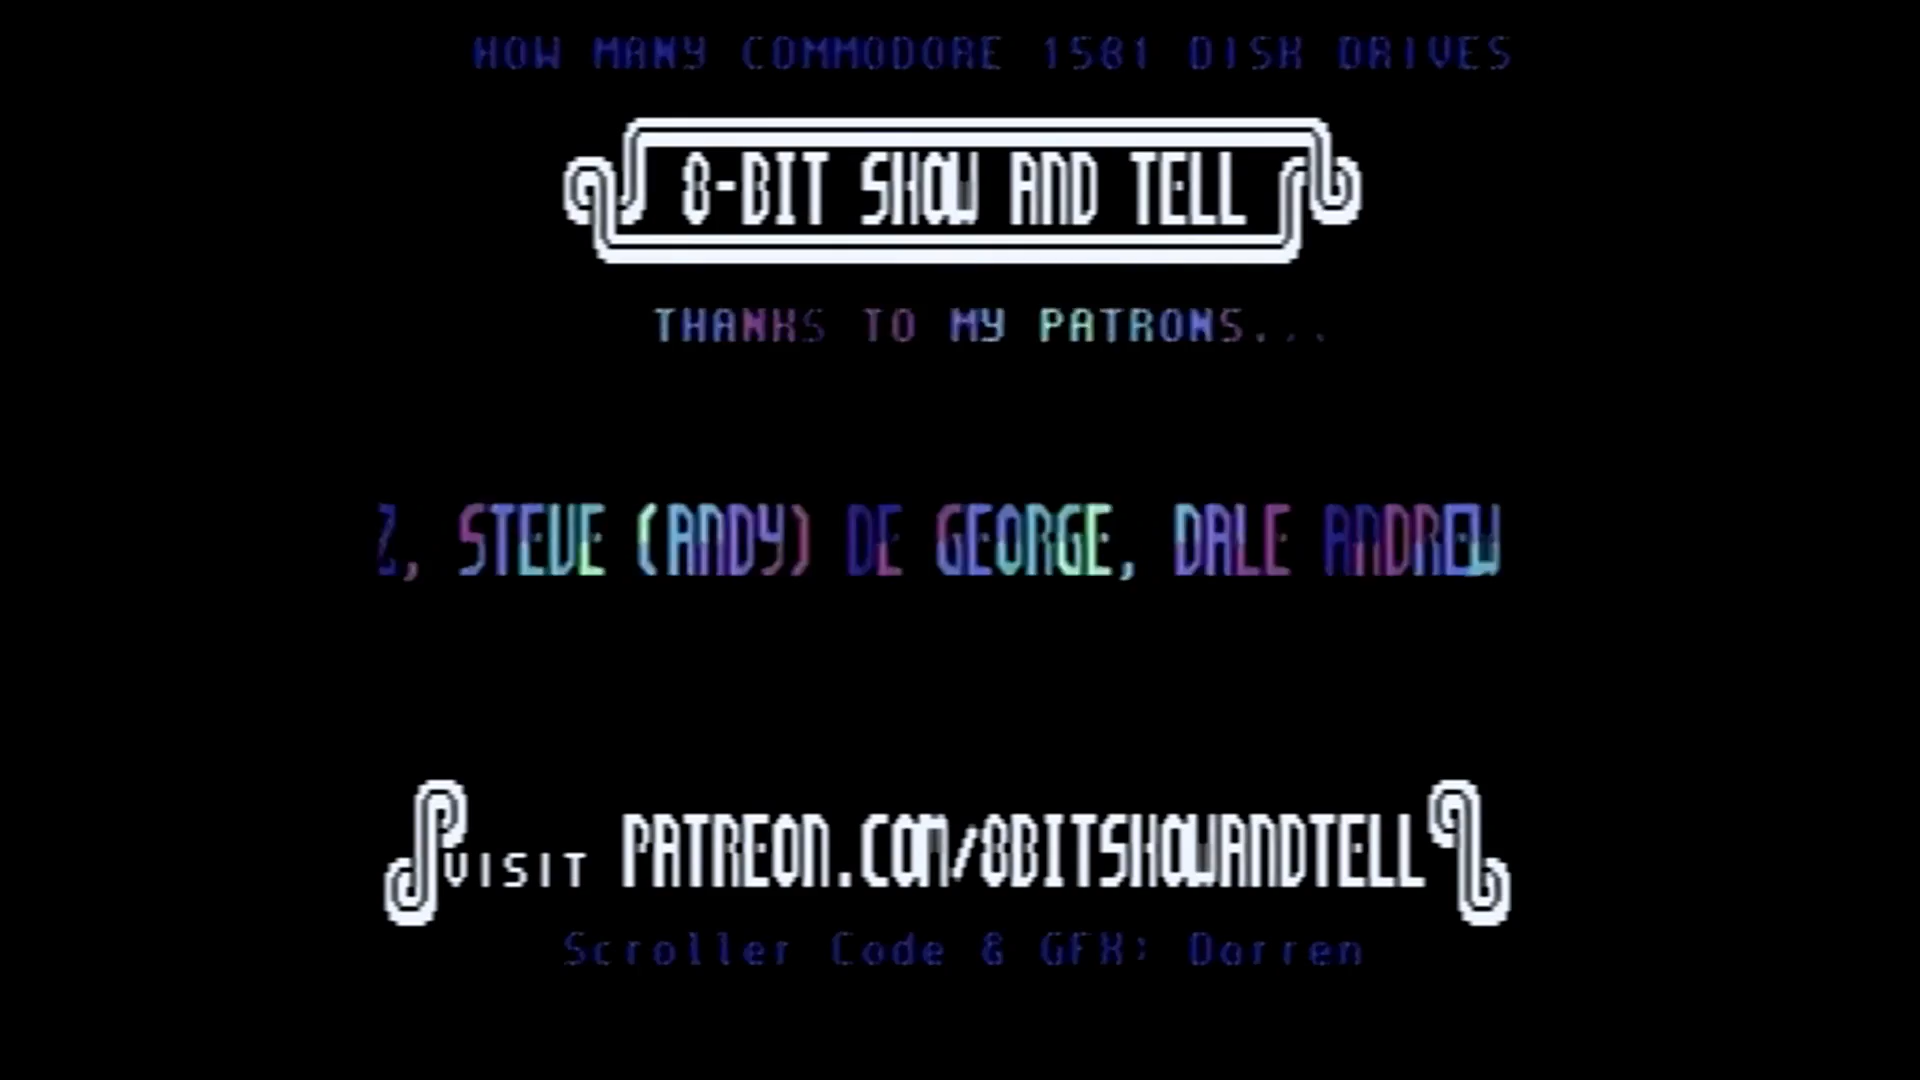 HOW MANY COMMODORE 1581 DISK DRIVES
8-BIT SHOW AND TELL
THANKS TO MY PATRONS...
Z, STEVE (ANDY) DE GEORGE, DALE ANDREW
VISIT PATREON.COM/8BITSHOWANDTELL
Scroller Code & GFX: Darren